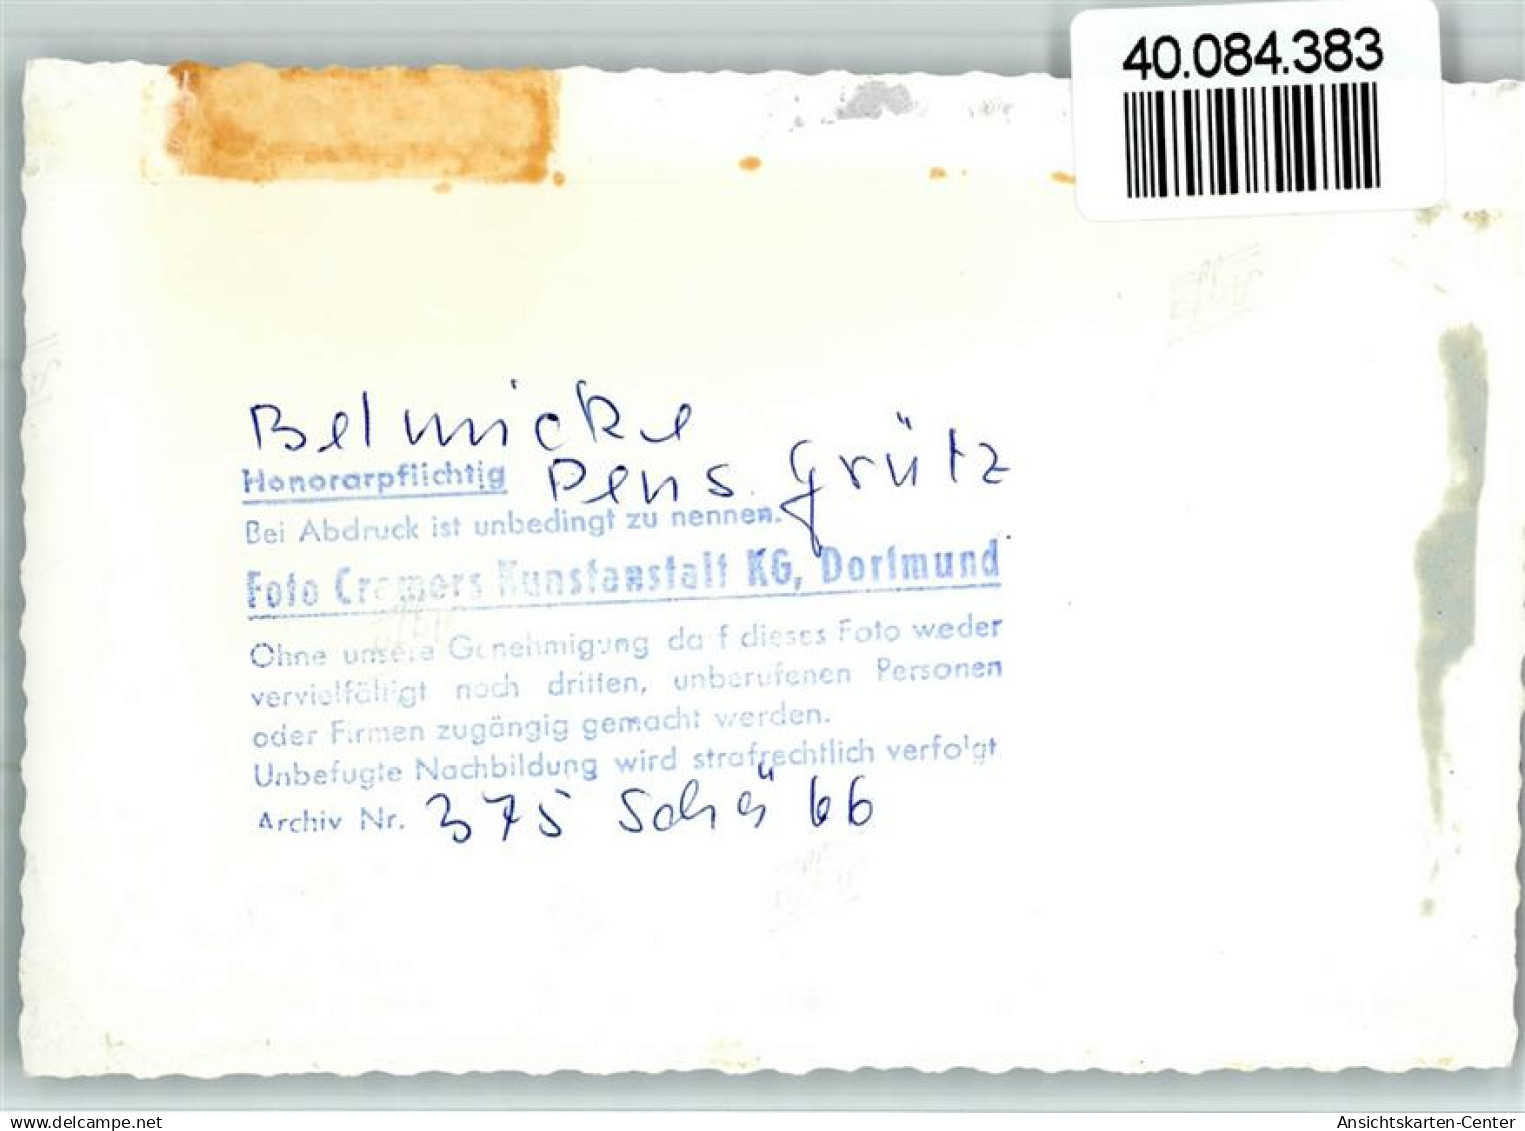 40.084.383
Belmicke
Honorarpflichtig Pens. Grütz
Bei Abdruck ist unbedingt zu nennen.
Foto Cramers Kunstanstalt KG, Dortmund
Ohne unsere Genehmigung da f dieses Foto weder
vervielfältigt noch dritten, unberufenen Personen
oder Firmen zugängig gemacht werden.
Unbefugte Nachbildung wird strafrechtlich verfolgt
Archiv Nr. 375 Schä 66
www.delcampe.net
Ansichtskarten-Center